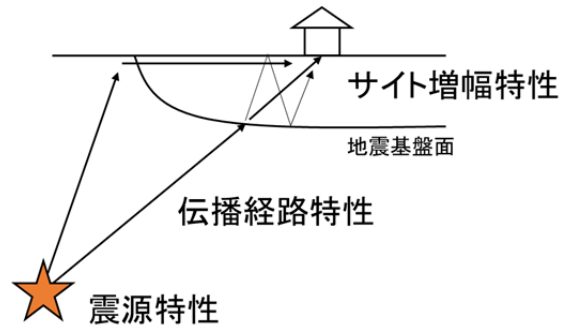 サイト増幅特性
地震基盤面
伝播経路特性
震源特性